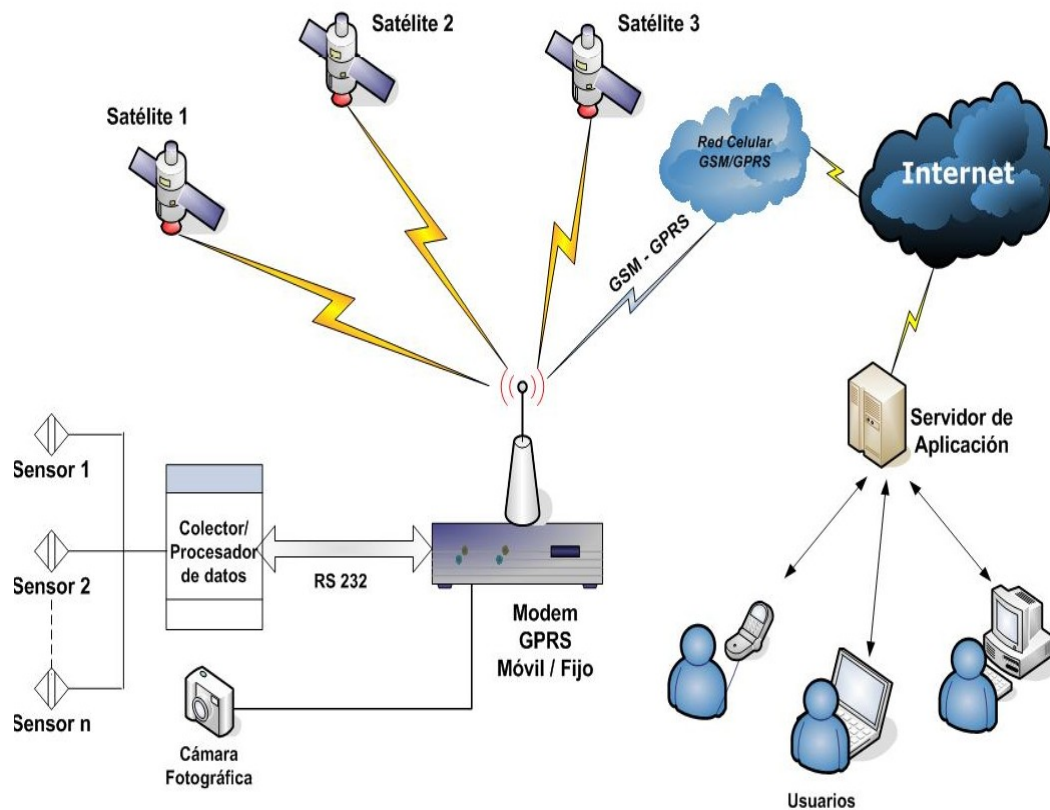 Satélite 1
Satélite 2
Satélite 3
Red Celular
GSM/GPRS
Internet
GSM - GPRS
Servidor de
Aplicación
Sensor 1
Sensor 2
Sensor n
Colector/
Procesador
de datos
RS 232
Modem
GPRS
Móvil / Fijo
Cámara
Fotográfica
Usuarios